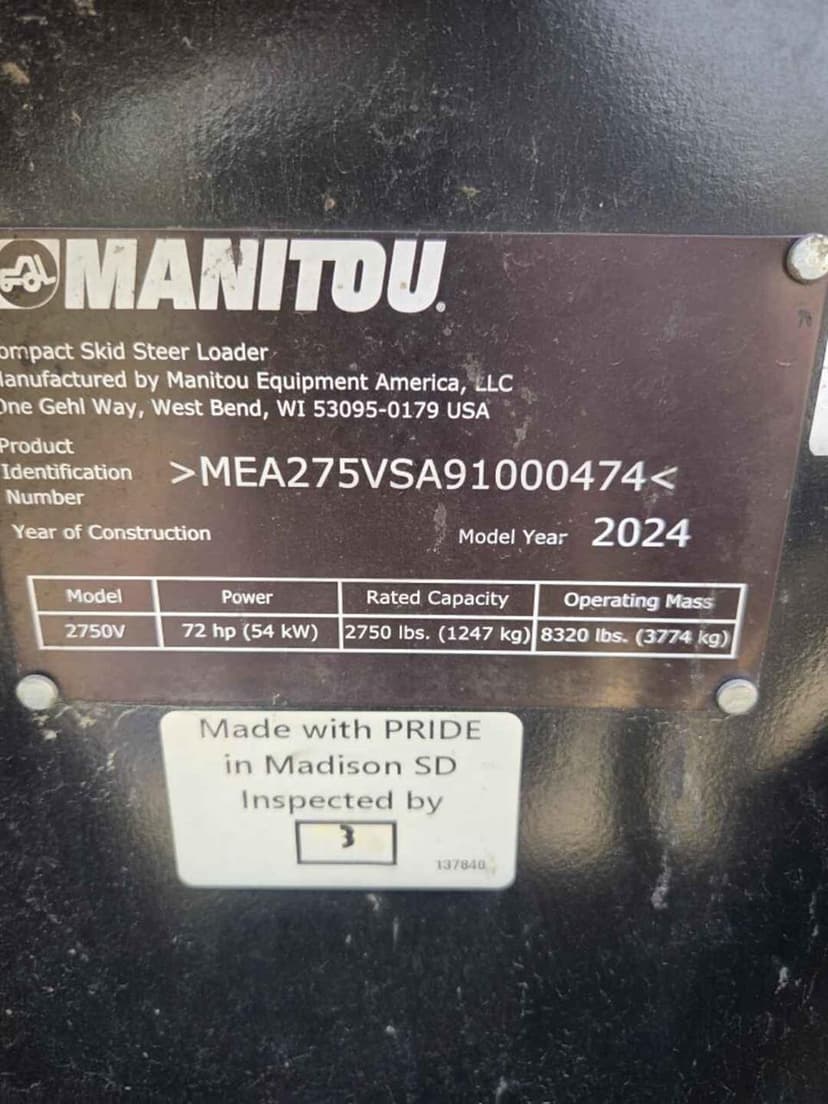 MANITOU®
ompact Skid Steer Loader
anufactured by Manitou Equipment America, LLC
One Gehl Way, West Bend, WI 53095-0179 USA
Product
Identification
Number
>MEA275VSA91000474<
Year of Construction
Model Year 2024
Model Power Rated Capacity Operating Mass
2750V 72 hp (54 kW) 2750 lbs. (1247 kg) 8320 lbs. (3774 kg)
Made with PRIDE
in Madison SD
Inspected by
3
137840